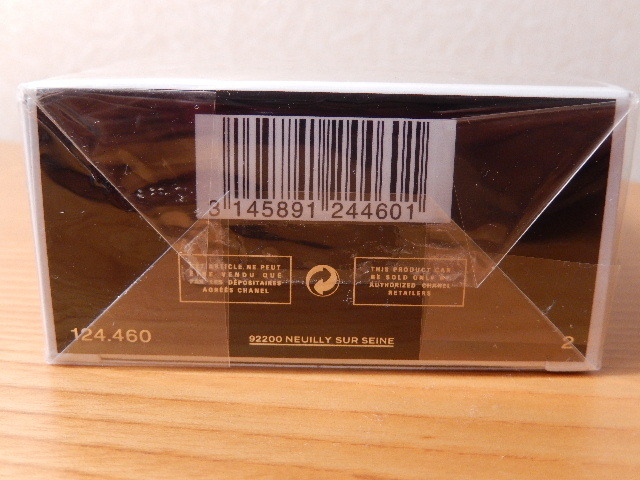 3 145891 244601
ARTICLE NE PEUT
ÊTRE VENDU QUE
PAR LES DÉPOSITAIRES
AGRÉÉS CHANEL
THIS PRODUCT CAN
BE SOLD ONLY BY
AUTHORIZED CHANEL
RETAILERS
124.460
92200 NEUILLY SUR SEINE
2